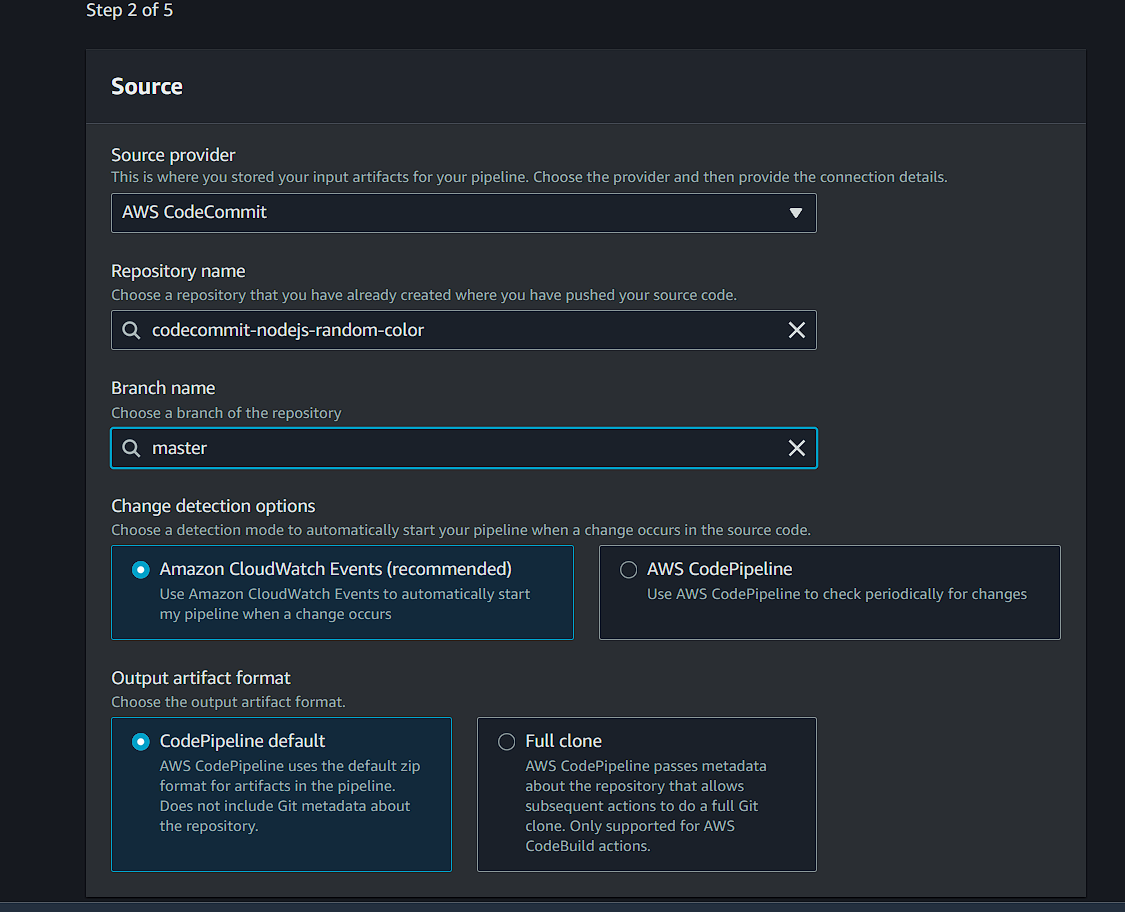 Step 2 of 5
Source
Source provider
This is where you stored your input artifacts for your pipeline. Choose the provider and then provide the connection details.
AWS CodeCommit
Repository name
Choose a repository that you have already created where you have pushed your source code.
codecommit-nodejs-random-color
Branch name
Choose a branch of the repository
master
Change detection options
Choose a detection mode to automatically start your pipeline when a change occurs in the source code.
Amazon CloudWatch Events (recommended)
Use Amazon CloudWatch Events to automatically start
my pipeline when a change occurs
AWS CodePipeline
Use AWS CodePipeline to check periodically for changes
Output artifact format
Choose the output artifact format.
CodePipeline default
AWS CodePipeline uses the default zip
format for artifacts in the pipeline.
Does not include Git metadata about
the repository.
Full clone
AWS CodePipeline passes metadata
about the repository that allows
subsequent actions to do a full Git
clone. Only supported for AWS
CodeBuild actions.